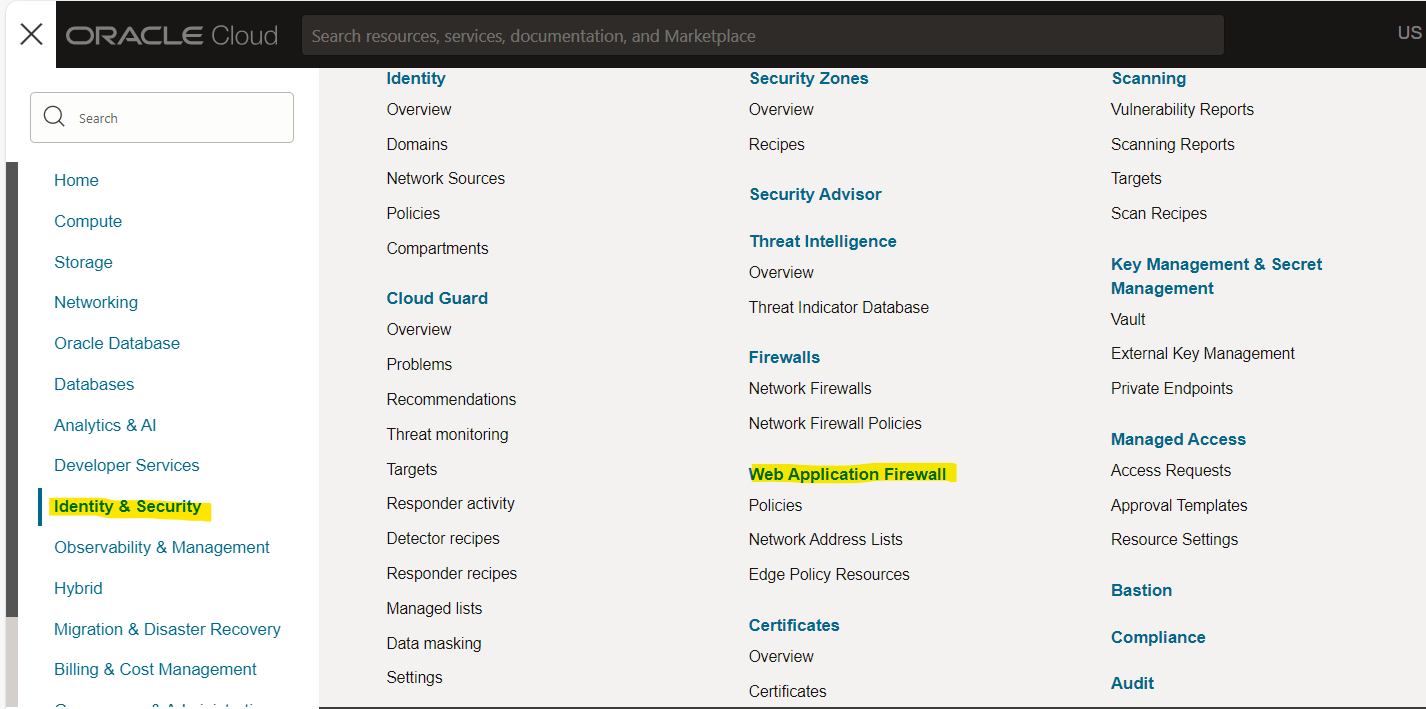 ORACLE Cloud
Search resources, services, documentation, and Marketplace
US
Search
Home
Compute
Storage
Networking
Oracle Database
Databases
Analytics & AI
Developer Services
Identity & Security
Observability & Management
Hybrid
Migration & Disaster Recovery
Billing & Cost Management
Identity
Overview
Domains
Network Sources
Policies
Compartments
Cloud Guard
Overview
Problems
Recommendations
Threat monitoring
Targets
Responder activity
Detector recipes
Responder recipes
Managed lists
Data masking
Settings
Security Zones
Overview
Recipes
Security Advisor
Threat Intelligence
Overview
Threat Indicator Database
Firewalls
Network Firewalls
Network Firewall Policies
Web Application Firewall
Policies
Network Address Lists
Edge Policy Resources
Certificates
Overview
Certificates
Scanning
Vulnerability Reports
Scanning Reports
Targets
Scan Recipes
Key Management & Secret
Management
Vault
External Key Management
Private Endpoints
Managed Access
Access Requests
Approval Templates
Resource Settings
Bastion
Compliance
Audit